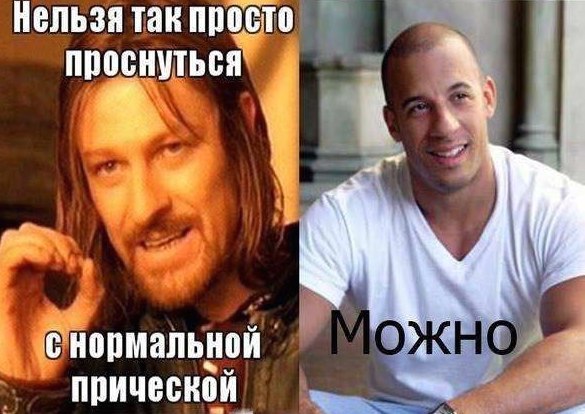 Нельзя так просто
проснуться
с нормальной
прической
Можно